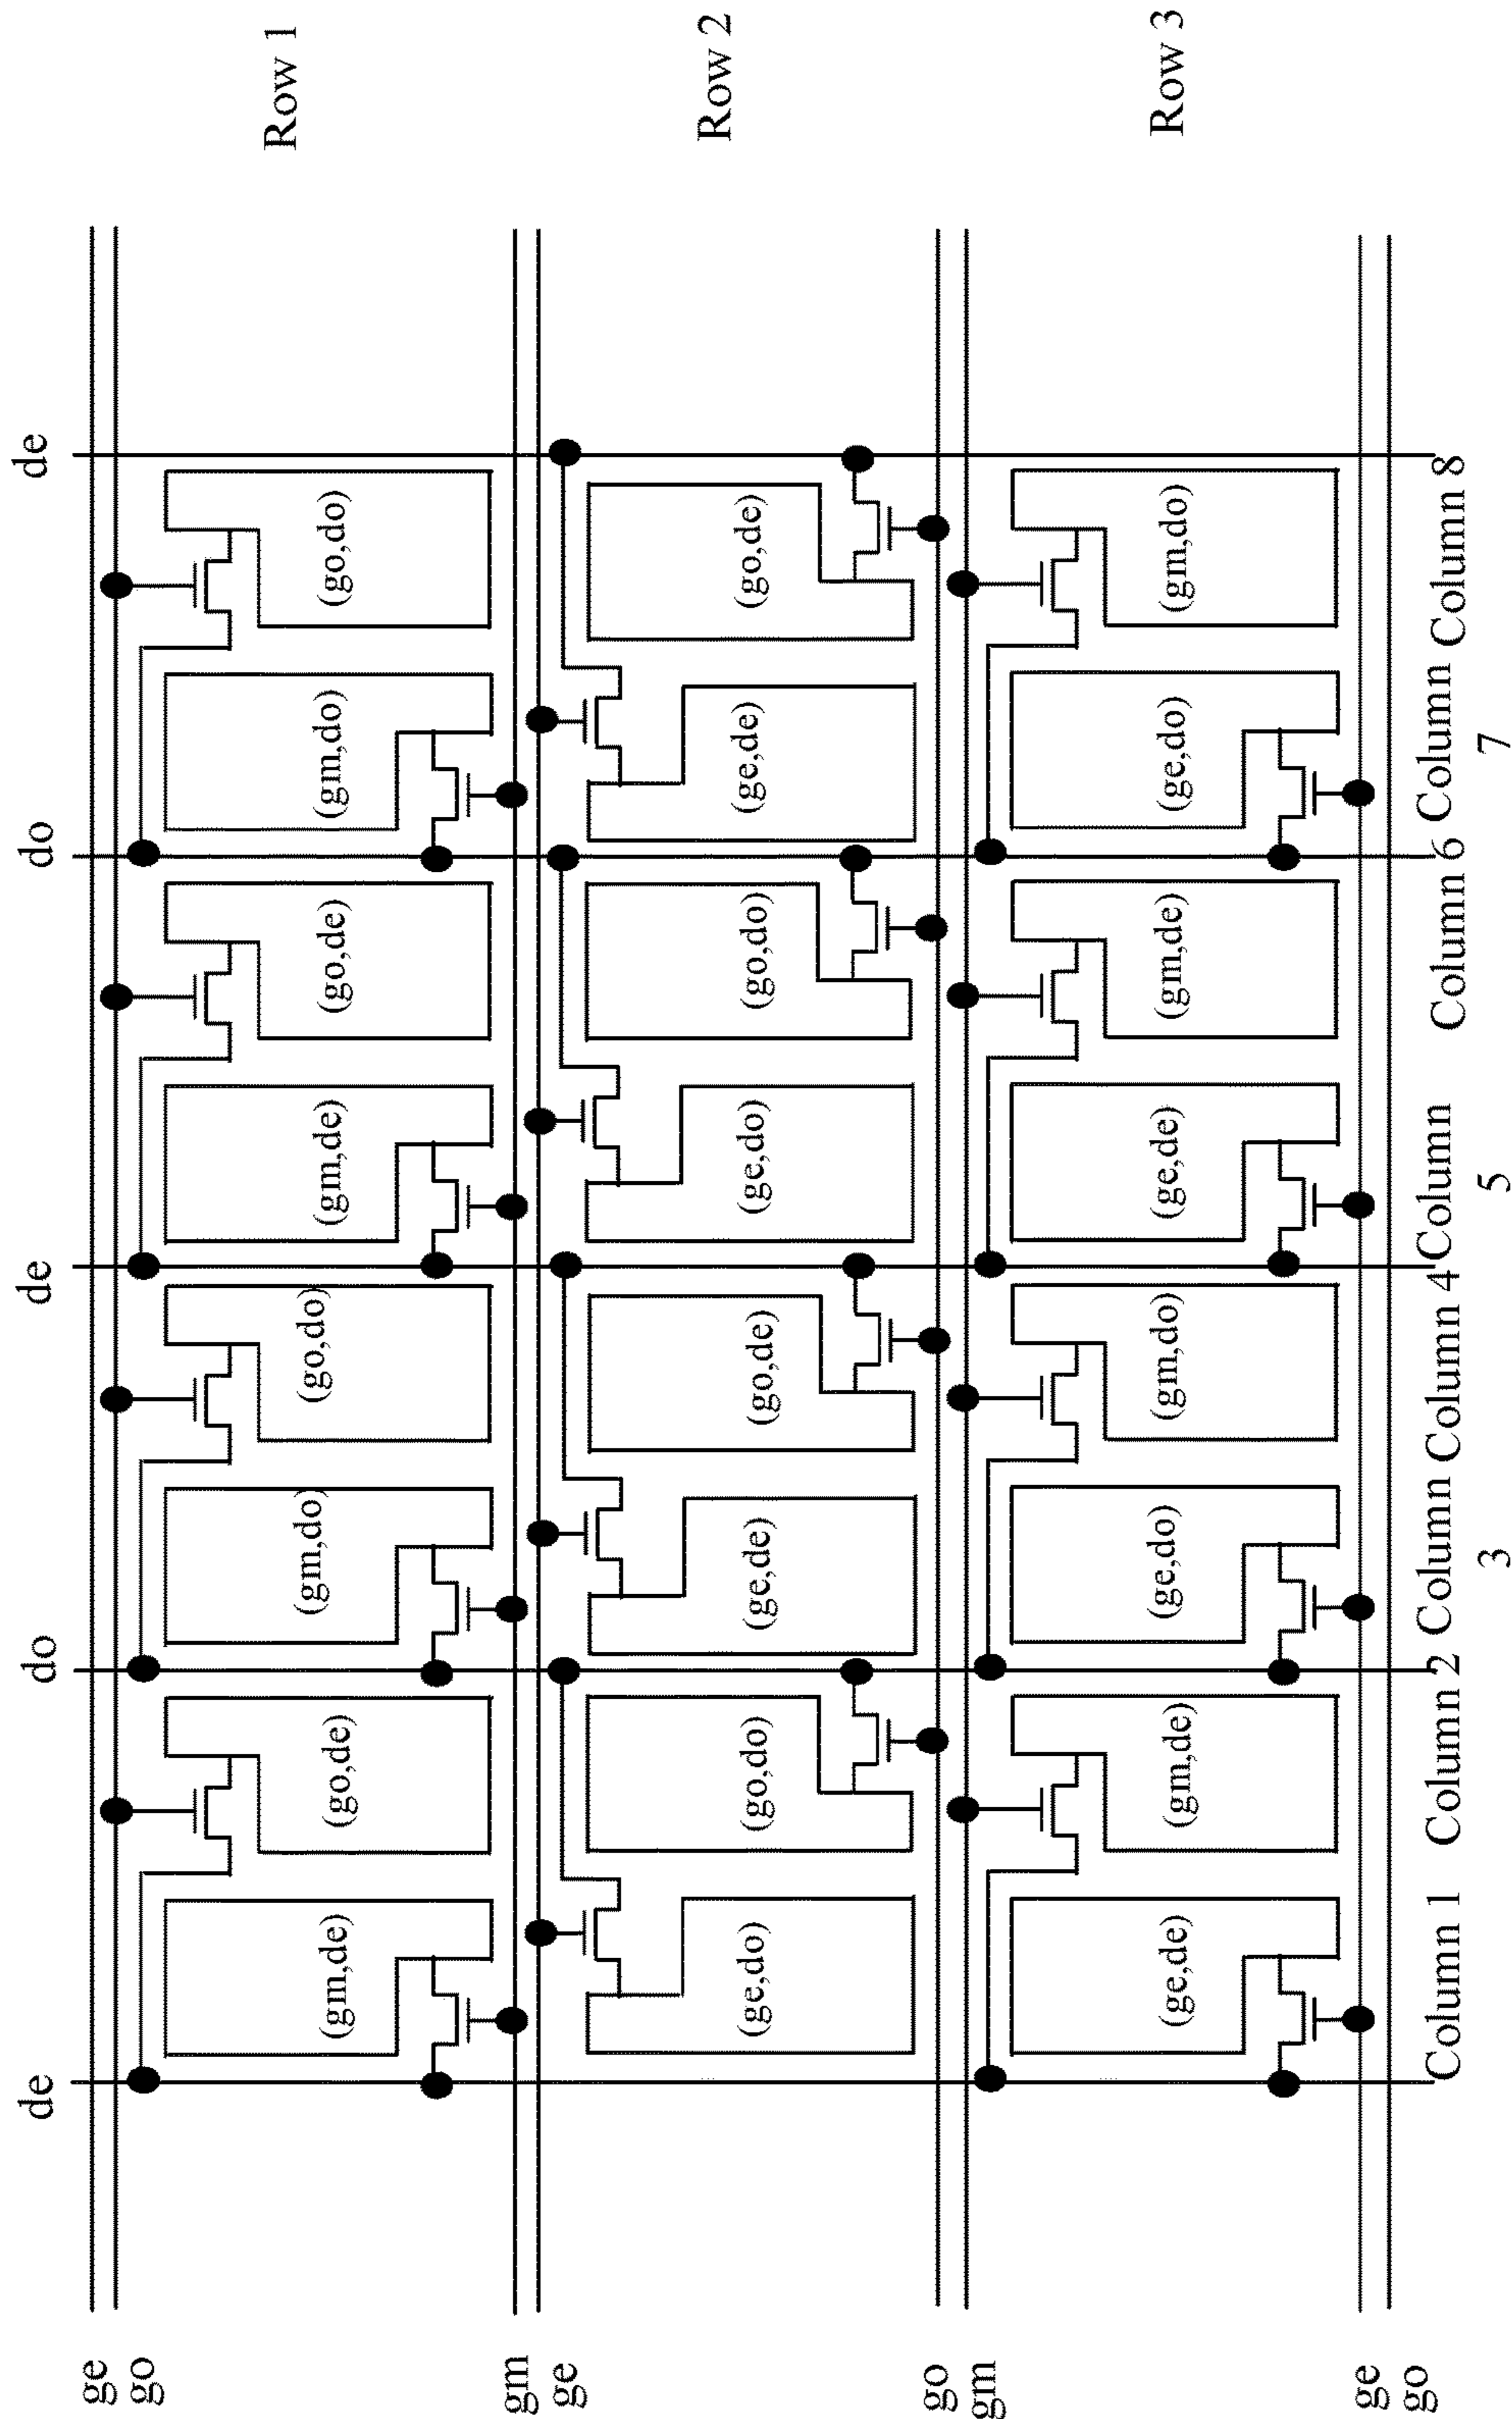 de do de do de
ge
go
(gm,de) (go,de) (gm,do) (go,do) (gm,de) (go,de) (gm,do) (go,do) Row 1
gm
ge
(ge,do) (go,do) (ge,de) (go,de) (ge,do) (go,do) (ge,de) (go,de) Row 2
go
gm
(ge,de) (gm,de) (ge,do) (gm,do) (ge,de) (gm,de) (ge,do) (gm,do) Row 3
ge
go
Column 1 Column 2 Column Column 4 Column Column 6 Column Column 8
3 5 7